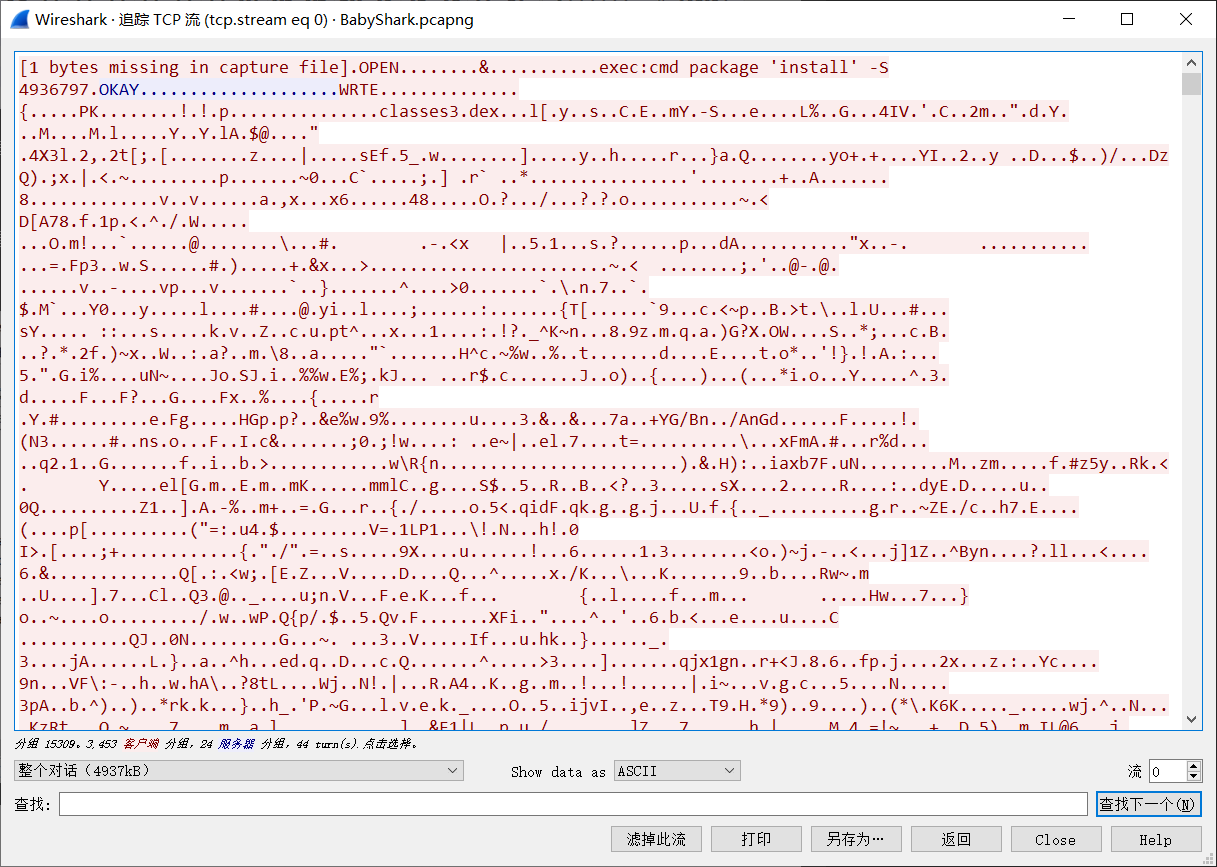 Wireshark · 追踪 TCP 流 (tcp.stream eq 0) · BabyShark.pcapng
[1 bytes missing in capture file].OPEN........&...........exec:cmd package 'install' -S
4936797.OKAY....................WRTE..............
{.....PK........!.!.p...............classes3.dex...l[.y..s..C.E..mY.-S...e....L%..G...4IV.'.C..2m..".d.Y.
..M....M.l.....Y..Y.lA.$@...."
.4X3l.2,.2t[;.[........z....|.....sEf.5_.w........].....y..h.....r...}a.Q........yo+.+....YI..2..y ..D...$..)/...Dz
Q).;x.|.<.~.........p.......~0...C`.....;.] .r` ..*................'........+..A.......
8.............v..v......a.,x...x6......48.....O.?.../...?.?.o...........~.<
D[A78.f.1p.<.^./.W.....
...O.m!...`......@........\...#. .-.<x |..5.1...s.?......p...dA..........."x..-. ...........
...=.Fp3..w.S......#.).....+.&x...>........................~.< ........;.'..@-.@.
......v..-....vp...v.......`..}.......^....>0.......`.\.n.7..`.
$.M`...Y0...y.....l....#....@.yi..l....;......:.......{T[......`9...c.<~p..B.>t.\..l.U...#...
sY..... ::...s.....k.v..Z..c.u.pt^...x...1....:.!?._^K~n...8.9z.m.q.a.)G?X.OW....S..*;...c.B.
..?.*.2f.)~x..W..:.a?..m.\8..a....."`.......H^c.~%w..%..t.......d....E....t.o*..'!}.!.A.:...
5.".G.i%....uN~....Jo.SJ.i..%%w.E%;.kJ... ...r$.c.......J..o)..{....)...(...*i.o...Y.....^.3.
d.....F...F?...G....Fx..%....{.....r
.Y.#.........e.Fg.....HGp.p?..&e%w.9%........u....3.&..&...7a..+YG/Bn../AnGd......F.....!.
(N3......#..ns.o...F..I.c&.......;0.;!w....: ..e~|..el.7....t=..........\...xFmA.#...r%d...
..q2.1..G.......f..i..b.>............w\R{n........................).&.H):..iaxb7F.uN.........M..zm.....f.#z5y..Rk.<
. Y.....el[G.m..E.m..mK......mmlC..g....S$..5..R..B..<?..3......sX....2.....R....:..dyE.D.....u..
0Q..........Z1..].A.-%..m+..=.G...r..{./.....o.5<.qidF.qk.g..g.j...U.f.{.._..........g.r..~ZE./c..h7.E....
(....p[..........("=:.u4.$.........V=.1LP1...\!.N...h!.0
I>.[....;+............{."./".=..s.....9X....u......!...6......1.3........<o.)~j.-..<...j]1Z..^Byn....?.ll...<....
6.&.............Q[.:.<w;.[E.Z...V.....D....Q...^.....x./K...\...K.......9..b....Rw~.m
..U....].7...Cl..Q3.@.._....u;n.V...F.e.K...f... {..l.....f...m... .....Hw...7...}
o..~....o........./.w..wP.Q{p/.$..5.Qv.F.......XFi.."....^..'..6.b.<...e....u....C
...........QJ..0N.........G...~. ...3..V.....If...u.hk..}......_.
3....jA......L.}..a..^h...ed.q..D...c.Q.......^.....>3....].......qjx1gn..r+<J.8.6..fp.j....2x...z.:..Yc....
9n...VF\:-..h..w.hA\..?8tL....Wj..N!.|...R.A4..K..g..m..!...!......|.i~...v.g.c...5....N.....
3pA..b.^)..)..*rk.k...}..h_.'P.~G...l.v.e.k._....O..5..ijvI..,e..z...T9.H.*9)..9....)..(*\.K6K....._.....wj.^..N...
分组 15309。3,453 客户端 分组，24 服务器 分组，44 turn(s).点击选择。
整个对话（4937kB）
Show data as
ASCII
流
0
查找:
查找下一个(N)
滤掉此流
打印
另存为…
返回
Close
Help